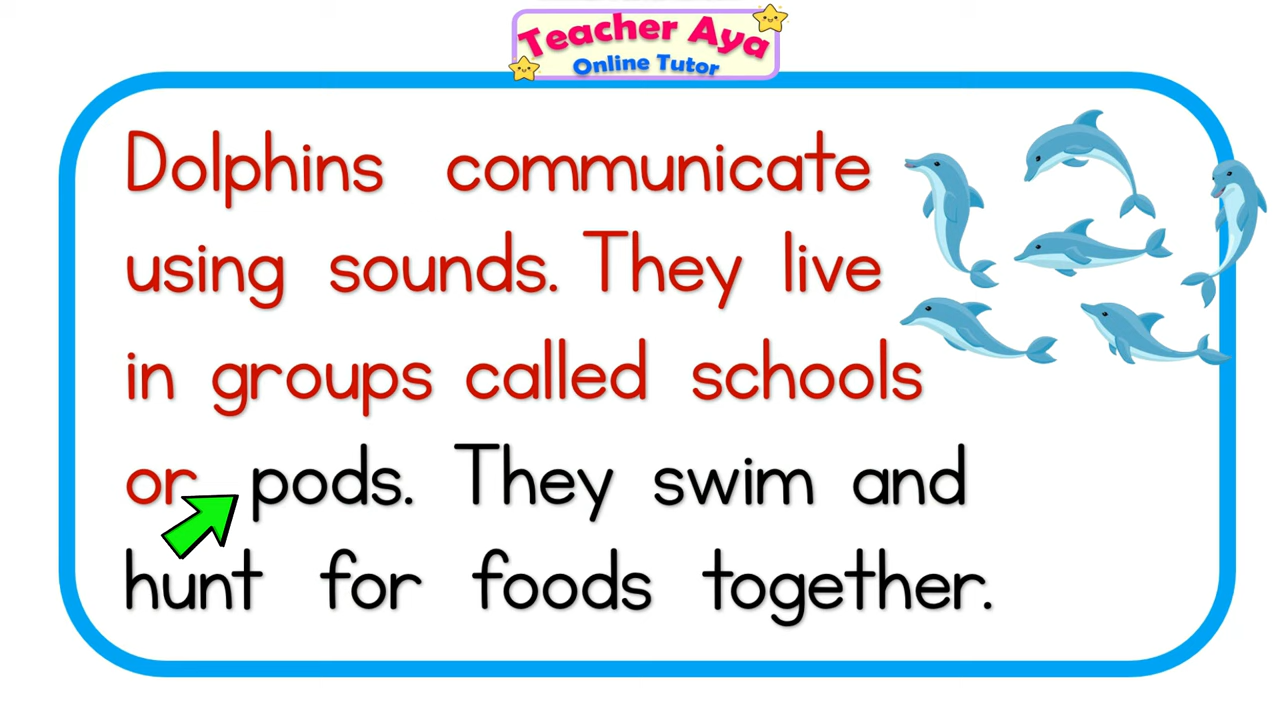 Teacher Aya
Online Tutor
Dolphins communicate
using sounds. They live
in groups called schools
or pods. They swim and
hunt for foods together.